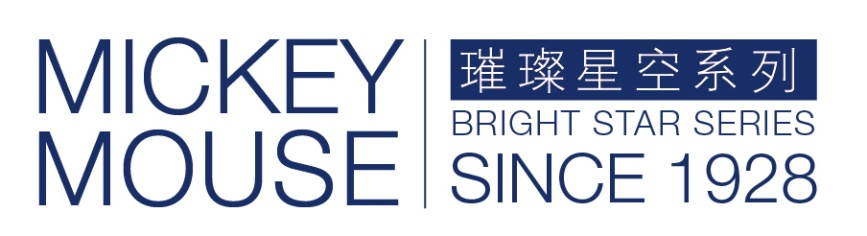 MICKEY
MOUSE
璀璨星空系列
BRIGHT STAR SERIES
SINCE 1928